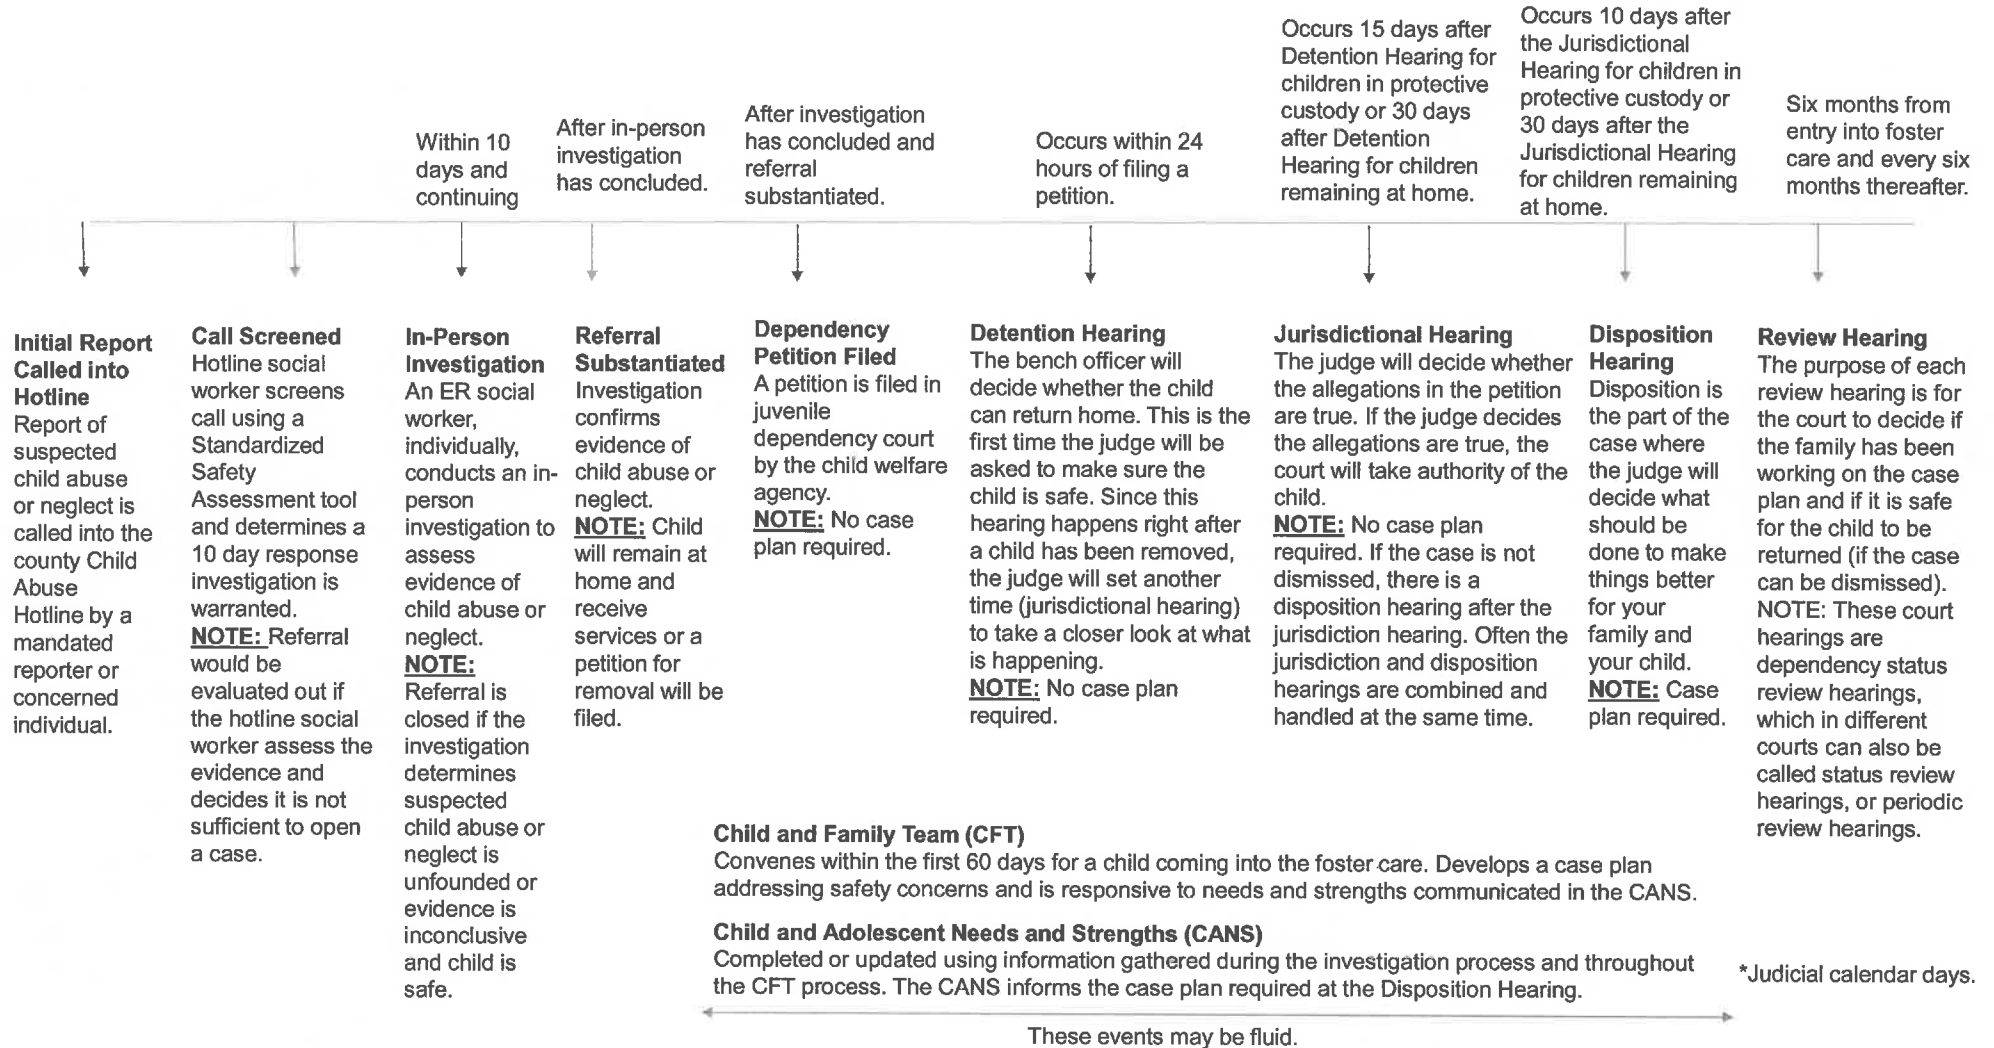 Within 10
days and
continuing
After in-person
investigation
has concluded.
After investigation
has concluded and
referral
substantiated.
Occurs within 24
hours of filing a
petition.
Occurs 15 days after
Detention Hearing for
children in protective
custody or 30 days
after Detention
Hearing for children
remaining at home.
Occurs 10 days after
the Jurisdictional
Hearing for children in
protective custody or
30 days after the
Jurisdictional Hearing
for children remaining
at home.
Six months from
entry into foster
care and every six
months thereafter.
Initial Report
Called into
Hotline
Report of
suspected
child abuse
or neglect is
called into the
county Child
Abuse
Hotline by a
mandated
reporter or
concerned
individual.
Call Screened
Hotline social
worker screens
call using a
Standardized
Safety
Assessment tool
and determines a
10 day response
investigation is
warranted.
NOTE: Referral
would be
evaluated out if
the hotline social
worker assess the
evidence and
decides it is not
sufficient to open
a case.
In-Person
Investigation
An ER social
worker,
individually,
conducts an in-
person
investigation to
assess
evidence of
child abuse or
neglect.
NOTE:
Referral is
closed if the
investigation
determines
suspected
child abuse or
neglect is
unfounded or
evidence is
inconclusive
and child is
safe.
Referral
Substantiated
Investigation
confirms
evidence of
child abuse or
neglect.
NOTE: Child
will remain at
home and
receive
services or a
petition for
removal will be
filed.
Dependency
Petition Filed
A petition is filed in
juvenile
dependency court
by the child welfare
agency.
NOTE: No case
plan required.
Detention Hearing
The bench officer will
decide whether the child
can return home. This is the
first time the judge will be
asked to make sure the
child is safe. Since this
hearing happens right after
a child has been removed,
the judge will set another
time (jurisdictional hearing)
to take a closer look at what
is happening.
NOTE: No case plan
required.
Jurisdictional Hearing
The judge will decide whether
the allegations in the petition
are true. If the judge decides
the allegations are true, the
court will take authority of the
child.
NOTE: No case plan
required. If the case is not
dismissed, there is a
disposition hearing after the
jurisdiction hearing. Often the
jurisdiction and disposition
hearings are combined and
handled at the same time.
Disposition
Hearing
Disposition is
the part of the
case where
the judge will
decide what
should be
done to make
things better
for your
family and
your child.
NOTE: Case
plan required.
Review Hearing
The purpose of each
review hearing is for
the court to decide if
the family has been
working on the case
plan and if it is safe
for the child to be
returned (if the case
can be dismissed).
NOTE: These court
hearings are
dependency status
review hearings,
which in different
courts can also be
called status review
hearings, or periodic
review hearings.
Child and Family Team (CFT)
Convenes within the first 60 days for a child coming into the foster care. Develops a case plan
addressing safety concerns and is responsive to needs and strengths communicated in the CANS.
Child and Adolescent Needs and Strengths (CANS)
Completed or updated using information gathered during the investigation process and throughout
the CFT process. The CANS informs the case plan required at the Disposition Hearing.
*Judicial calendar days.
These events may be fluid.